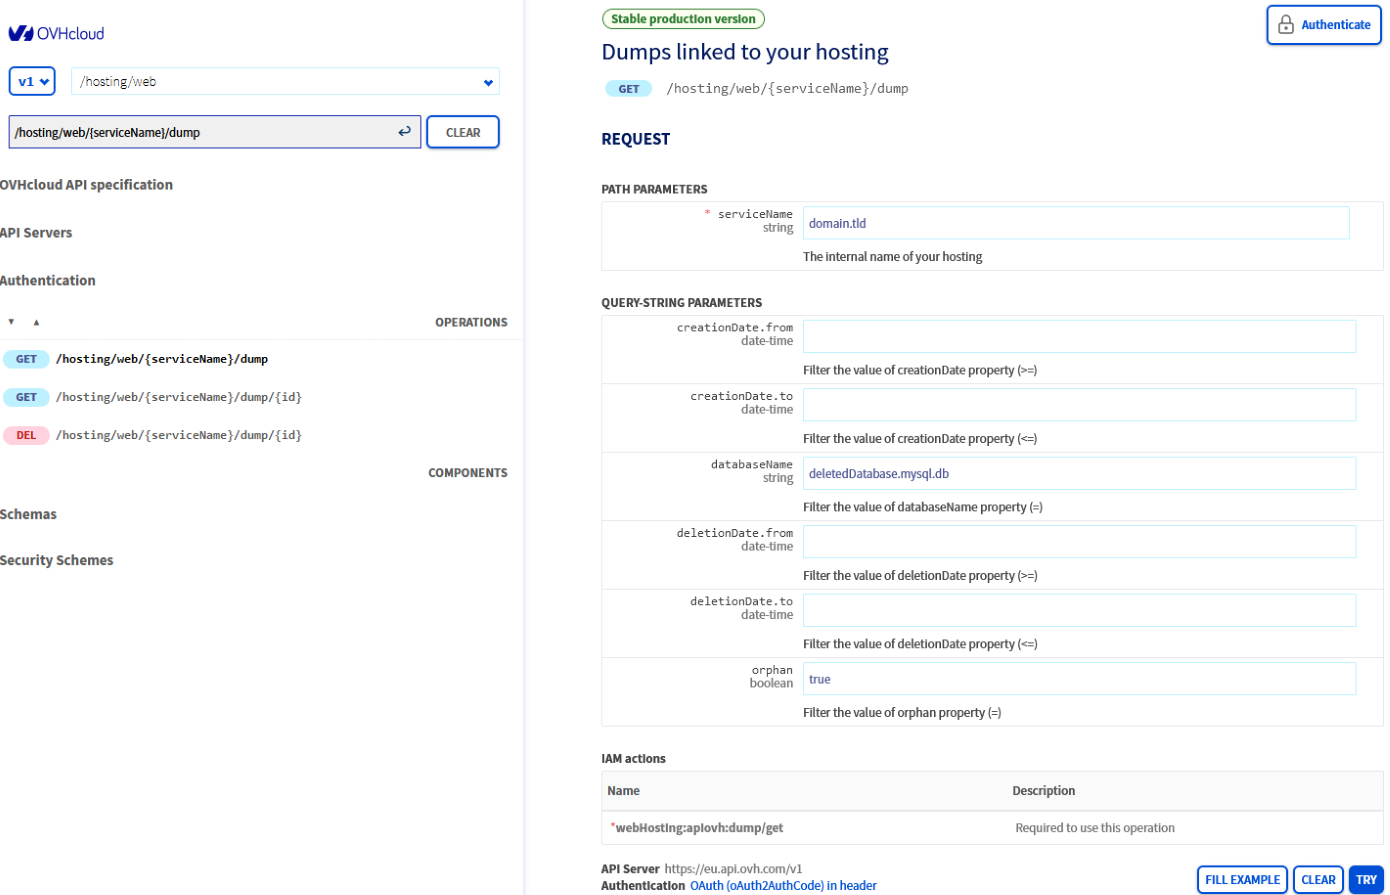 OVHcloud
v1
/hosting/web
/hosting/web/{serviceName}/dump
CLEAR
OVHcloud API specification
API Servers
Authentication
▼ ▲ OPERATIONS
GET /hosting/web/{serviceName}/dump
GET /hosting/web/{serviceName}/dump/{id}
DEL /hosting/web/{serviceName}/dump/{id}
COMPONENTS
Schemas
Security Schemes
Stable production version
Authenticate
Dumps linked to your hosting
GET /hosting/web/{serviceName}/dump
REQUEST
PATH PARAMETERS
* serviceName
string
domain.tld
The internal name of your hosting
QUERY-STRING PARAMETERS
creationDate.from
date-time
Filter the value of creationDate property (>=)
creationDate.to
date-time
Filter the value of creationDate property (<=)
databaseName
string
deletedDatabase.mysql.db
Filter the value of databaseName property (=)
deletionDate.from
date-time
Filter the value of deletionDate property (>=)
deletionDate.to
date-time
Filter the value of deletionDate property (<=)
orphan
boolean
true
Filter the value of orphan property (=)
IAM actions
Name Description
*webHosting:apiovh:dump/get Required to use this operation
API Server https://eu.api.ovh.com/v1
Authentication OAuth (oAuth2AuthCode) in header
FILL EXAMPLE CLEAR TRY